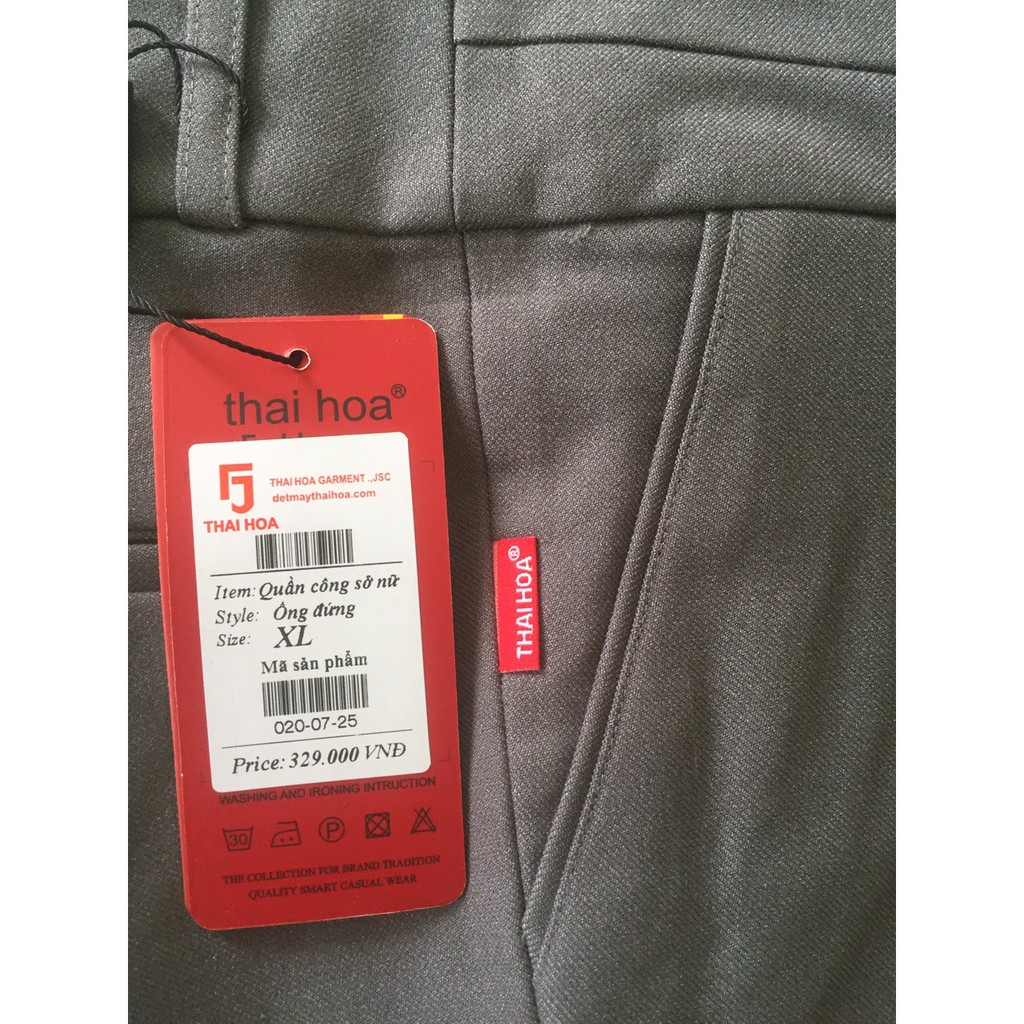 thai hoa®
THAI HOA GARMENT .,JSC
detmaythaihoa.com
THAI HOA
Item: Quần công sở nữ
Style: Ống đứng
Size: XL
Mã sản phẩm
020-07-25
Price: 329.000 VNĐ
WASHING AND IRONING INTRUCTION
30
P
THE COLLECTION FOR BRAND TRADITION
QUALITY SMART CASUAL WEAR
THAI HOA®